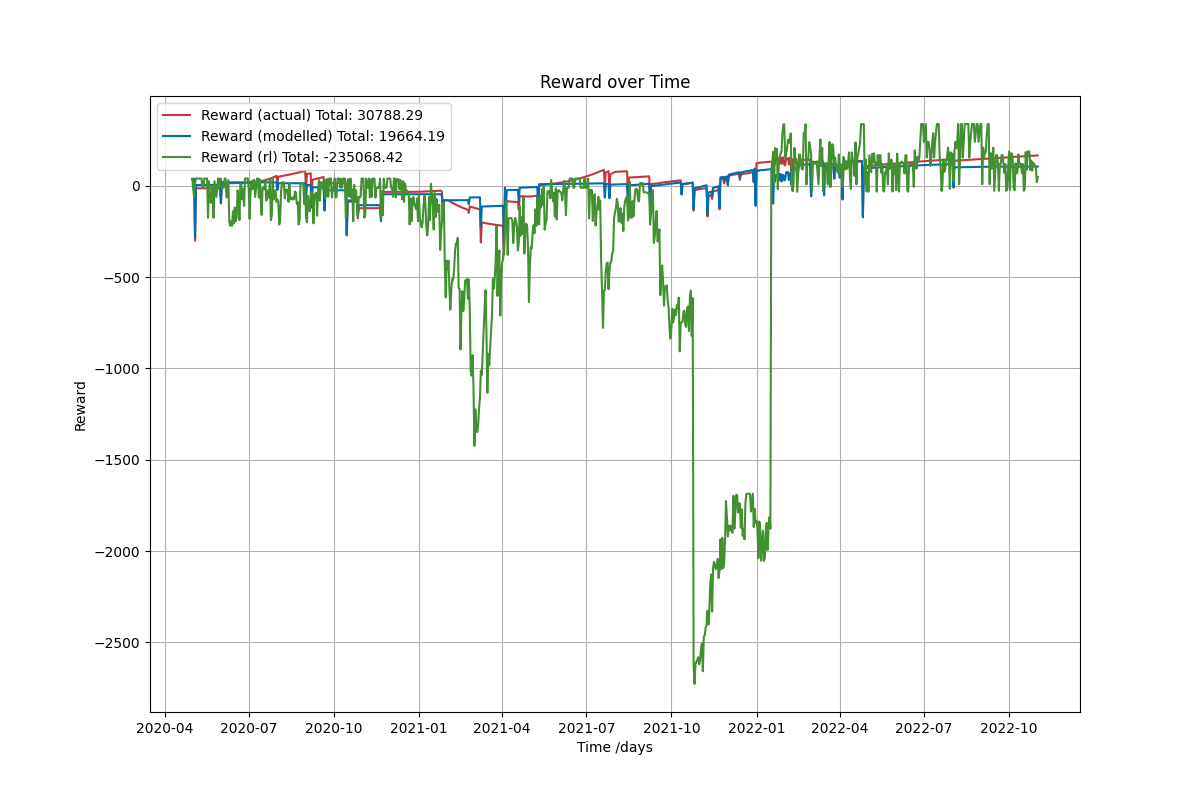 Reward over Time
Reward (actual) Total: 30788.29
Reward (modelled) Total: 19664.19
Reward (rl) Total: -235068.42
0
−500
−1000
−1500
−2000
−2500
Reward
2020-04 2020-07 2020-10 2021-01 2021-04 2021-07 2021-10 2022-01 2022-04 2022-07 2022-10
Time /days